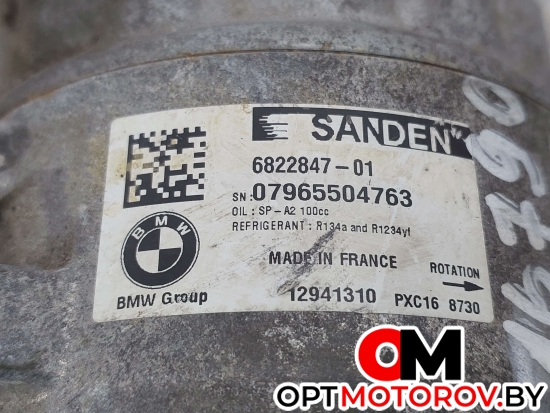 SANDEN
6822847-01
SN: 07965504763
OIL: SP-A2 100cc
REFRIGERANT: R134a and R1234yf
BMW
MADE IN FRANCE
ROTATION
BMW Group
12941310 PXC16 8730
OM
OPTMOTOROV.BY